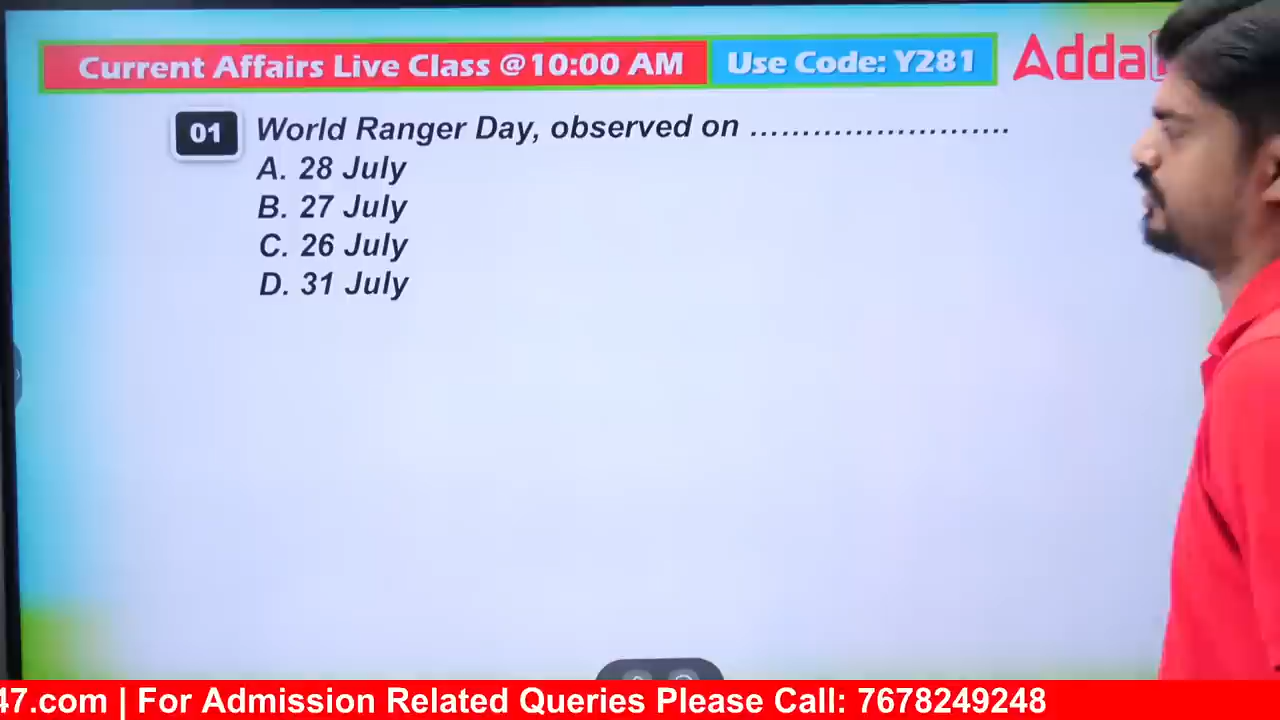 Current Affairs Live Class @10:00 AM
Use Code: Y281
Adda
01 World Ranger Day, observed on ............................
A. 28 July
B. 27 July
C. 26 July
D. 31 July
47.com | For Admission Related Queries Please Call: 7678249248